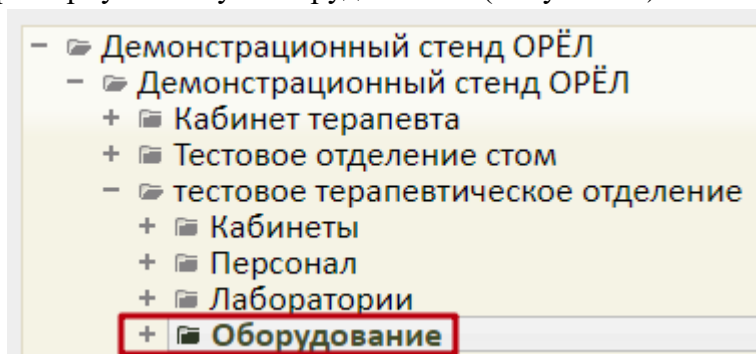 Демонстрационный стенд ОРЁЛ
Демонстрационный стенд ОРЁЛ
Кабинет терапевта
Тестовое отделение стом
тестовое терапевтическое отделение
Кабинеты
Персонал
Лаборатории
Оборудование